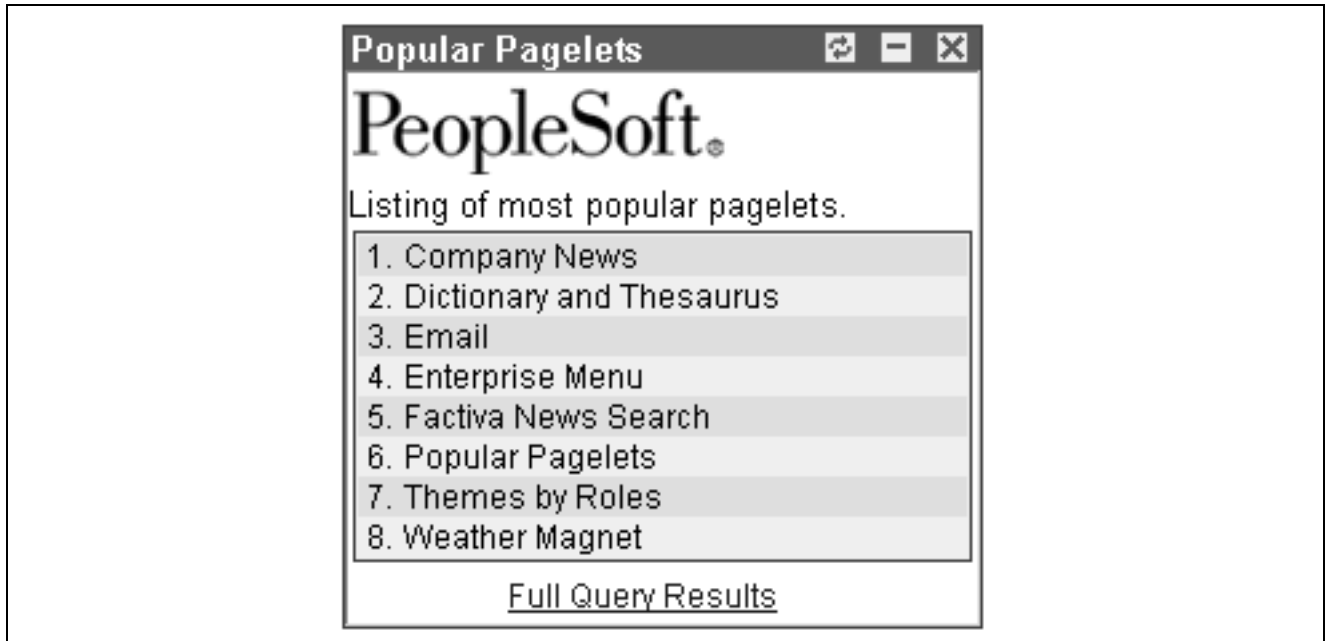 Popular Pagelets
PeopleSoft®
Listing of most popular pagelets.
1. Company News
2. Dictionary and Thesaurus
3. Email
4. Enterprise Menu
5. Factiva News Search
6. Popular Pagelets
7. Themes by Roles
8. Weather Magnet
Full Query Results